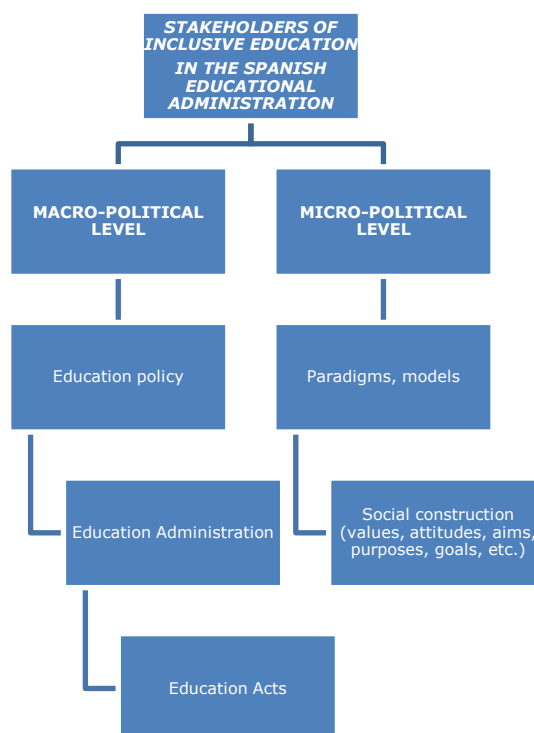 STAKEHOLDERS OF
INCLUSIVE EDUCATION
IN THE SPANISH
EDUCATIONAL
ADMINISTRATION
MACRO-POLITICAL
LEVEL
MICRO-POLITICAL
LEVEL
Education policy
Paradigms, models
Education Administration
Social construction
(values, attitudes, aims,
purposes, goals, etc.)
Education Acts